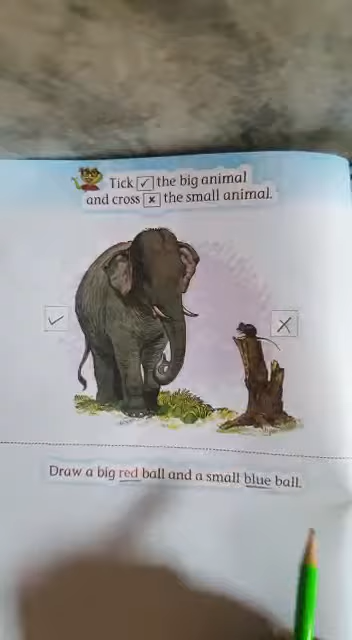 Tick ✓ the big animal
and cross x the small animal.
Draw a big red ball and a small blue ball.